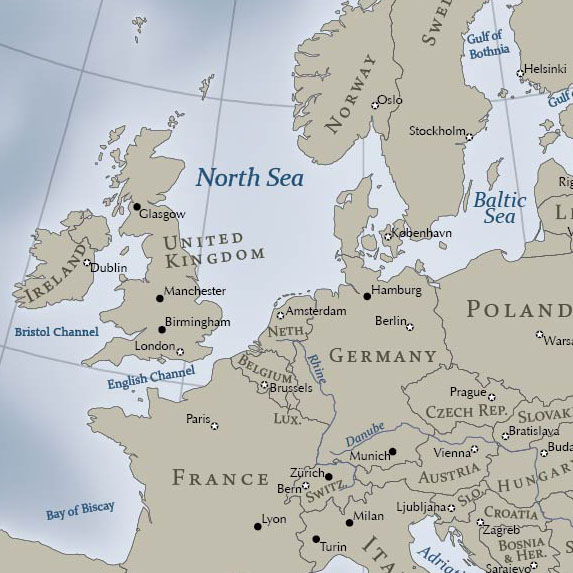 SWE
Gulf of
Bothnia
Helsinki
NORWAY
Oslo
Gulf
Stockholm
North Sea
Rig
Baltic
Sea
Glasgow
København
UNITED
KINGDOM
IRELAND
Dublin
Manchester
Hamburg
Amsterdam
POLAND
Bristol Channel
Birmingham
Berlin
NETH.
Warsa
London
GERMANY
English Channel
BELGIUM
Rhine
Brussels
Prague
CZECH REP.
Paris
LUX.
SLOVAK
Danube
Bratislava
Munich
Vienna
Buda
FRANCE
Zürich
Bern
SWITZ.
AUSTRIA
HUNGAR
SLO.
Ljubljana
Bay of Biscay
CROATIA
Lyon
Milan
Zagreb
Turin
ITA
BOSNIA
& HER.
Adriati
Sarajevo